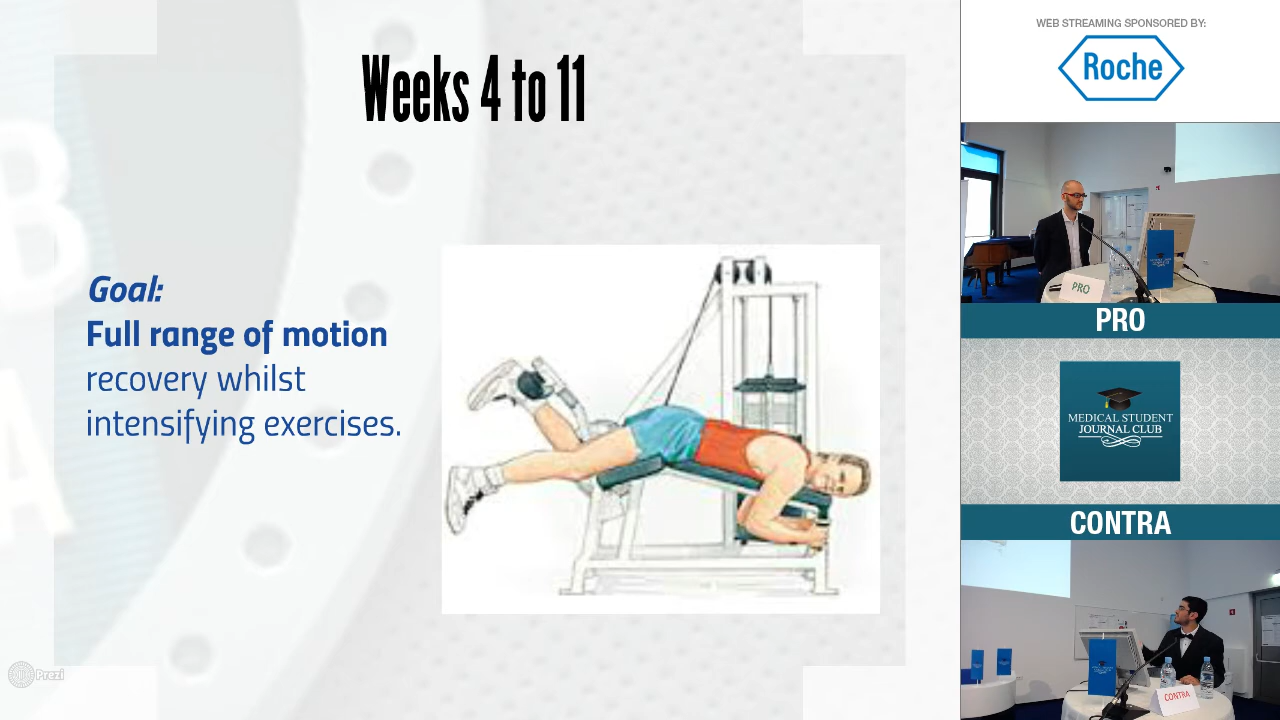 Weeks 4 to 11
Goal:
Full range of motion
recovery whilst
intensifying exercises.
Prezi
WEB STREAMING SPONSORED BY:
Roche
PRO
PRO
MEDICAL STUDENT
JOURNAL CLUB
CONTRA
CONTRA